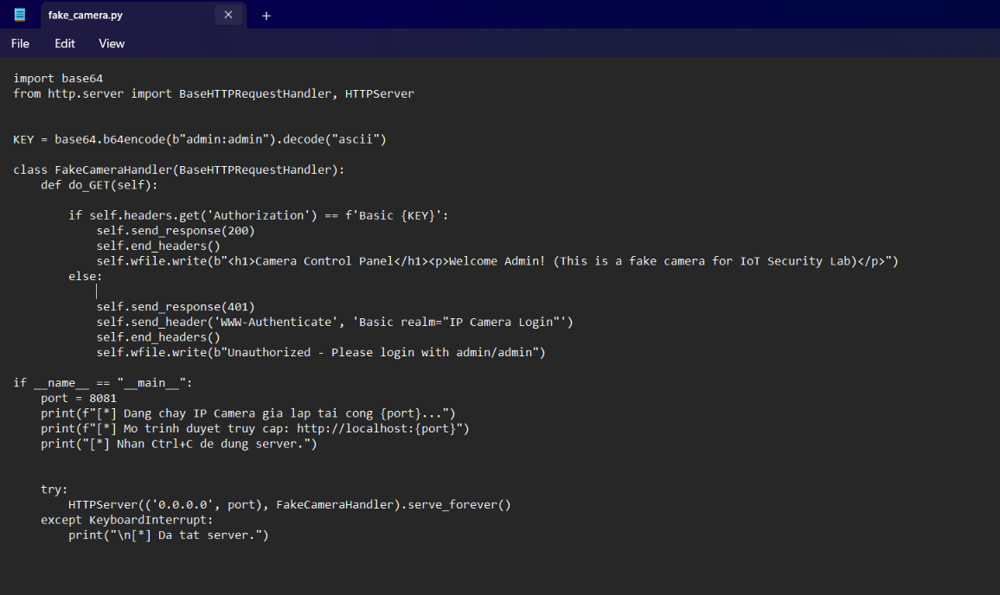 fake_camera.py
File Edit View
import base64
from http.server import BaseHTTPRequestHandler, HTTPServer
KEY = base64.b64encode(b"admin:admin").decode("ascii")
class FakeCameraHandler(BaseHTTPRequestHandler):
    def do_GET(self):
        if self.headers.get('Authorization') == f'Basic {KEY}':
            self.send_response(200)
            self.end_headers()
            self.wfile.write(b"<h1>Camera Control Panel</h1><p>Welcome Admin! (This is a fake camera for IoT Security Lab)</p>")
        else:
            self.send_response(401)
            self.send_header('WWW-Authenticate', 'Basic realm="IP Camera Login"')
            self.end_headers()
            self.wfile.write(b"Unauthorized - Please login with admin/admin")
if __name__ == "__main__":
    port = 8081
    print(f"[*] Dang chay IP Camera gia lap tai cong {port}...")
    print(f"[*] Mo trinh duyet truy cap: http://localhost:{port}")
    print("[*] Nhan Ctrl+C de dung server.")
    try:
        HTTPServer(('0.0.0.0', port), FakeCameraHandler).serve_forever()
    except KeyboardInterrupt:
        print("\n[*] Da tat server.")